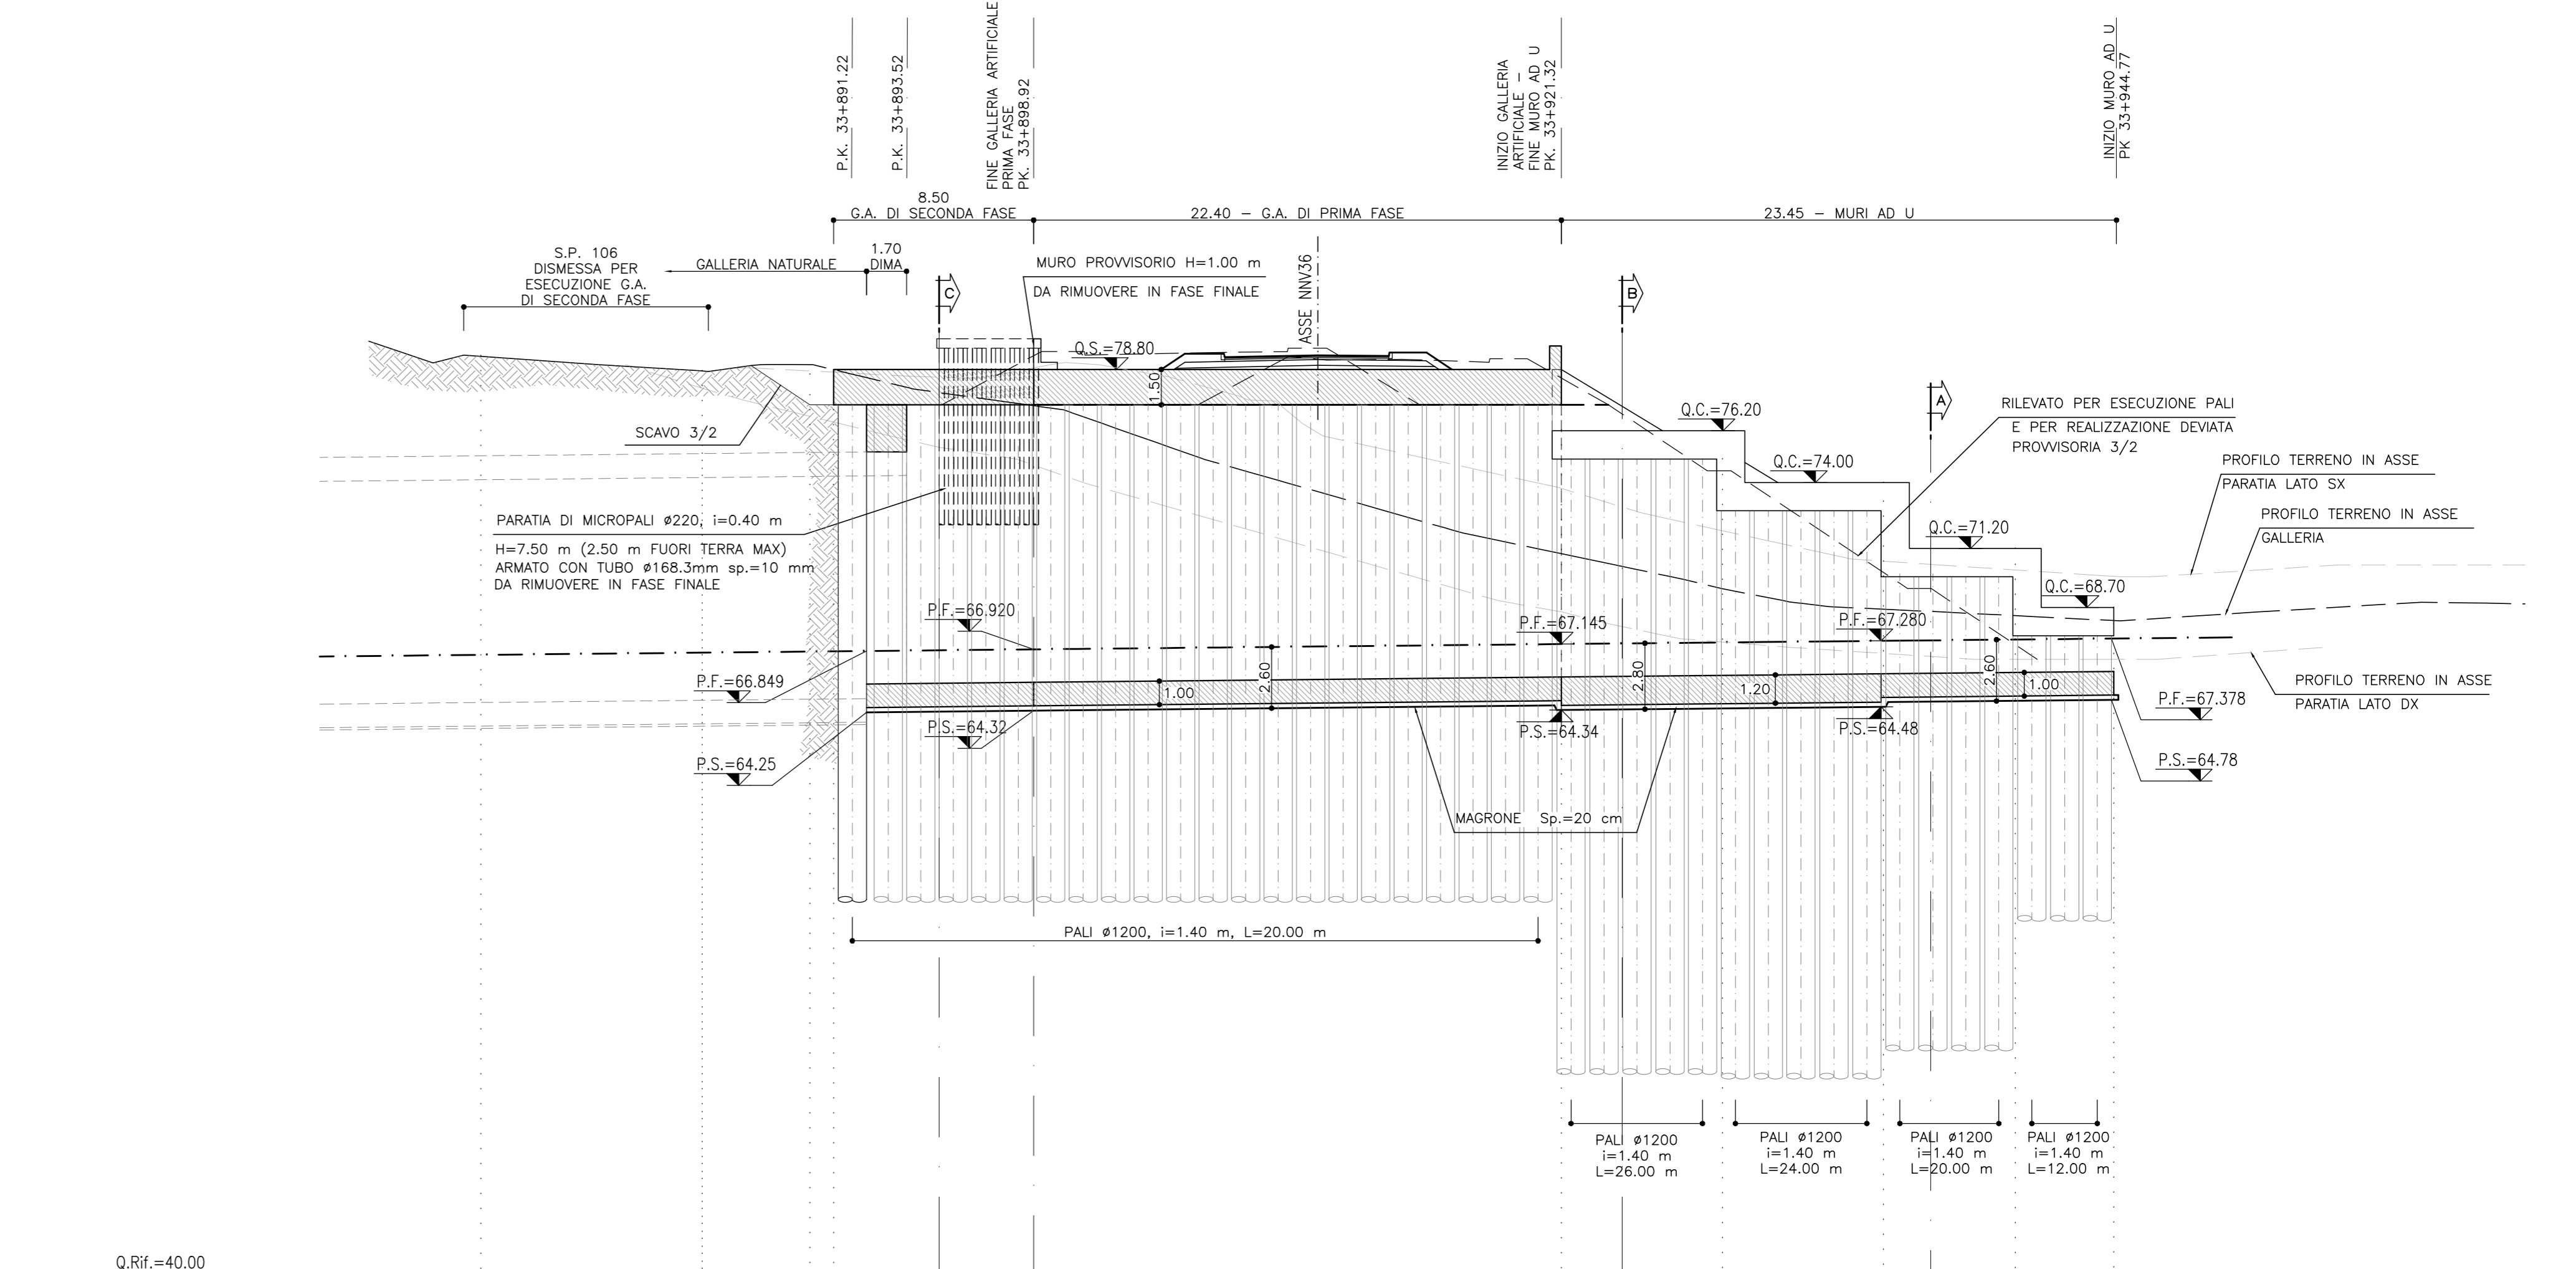 P.K. 33+891.22
P.K. 33+893.52
FINE GALLERIA ARTIFICIALE
PRIMA FASE
PK. 33+898.92
INIZIO GALLERIA
ARTIFICIALE –
FINE MURO AD U
PK. 33+921.32
INIZIO MURO AD U
PK 33+944.77
8.50
G.A. DI SECONDA FASE
22.40 – G.A. DI PRIMA FASE
23.45 – MURI AD U
S.P. 106
DISMESSA PER
ESECUZIONE G.A.
DI SECONDA FASE
GALLERIA NATURALE
1.70
DIMA
C
MURO PROVVISORIO H=1.00 m
DA RIMUOVERE IN FASE FINALE
ASSE NNV36
B
Q.S.=78.80
1.50
A
Q.C.=76.20
Q.C.=74.00
Q.C.=71.20
Q.C.=68.70
RILEVATO PER ESECUZIONE PALI
E PER REALIZZAZIONE DEVIATA
PROVVISORIA 3/2
PROFILO TERRENO IN ASSE
PARATIA LATO SX
PROFILO TERRENO IN ASSE
GALLERIA
SCAVO 3/2
PARATIA DI MICROPALI ø220, i=0.40 m
H=7.50 m (2.50 m FUORI TERRA MAX)
ARMATO CON TUBO ø168.3mm sp.=10 mm
DA RIMUOVERE IN FASE FINALE
P.F.=66.920
P.F.=67.145
P.F.=67.280
P.F.=66.849
1.00
2.60
2.80
1.20
2.60
1.00
PROFILO TERRENO IN ASSE
PARATIA LATO DX
P.F.=67.378
P.S.=64.32
P.S.=64.34
P.S.=64.48
P.S.=64.25
P.S.=64.78
MAGRONE Sp.=20 cm
PALI ø1200, i=1.40 m, L=20.00 m
PALI ø1200
i=1.40 m
L=26.00 m
PALI ø1200
i=1.40 m
L=24.00 m
PALI ø1200
i=1.40 m
L=20.00 m
PALI ø1200
i=1.40 m
L=12.00 m
Q.Rif.=40.00